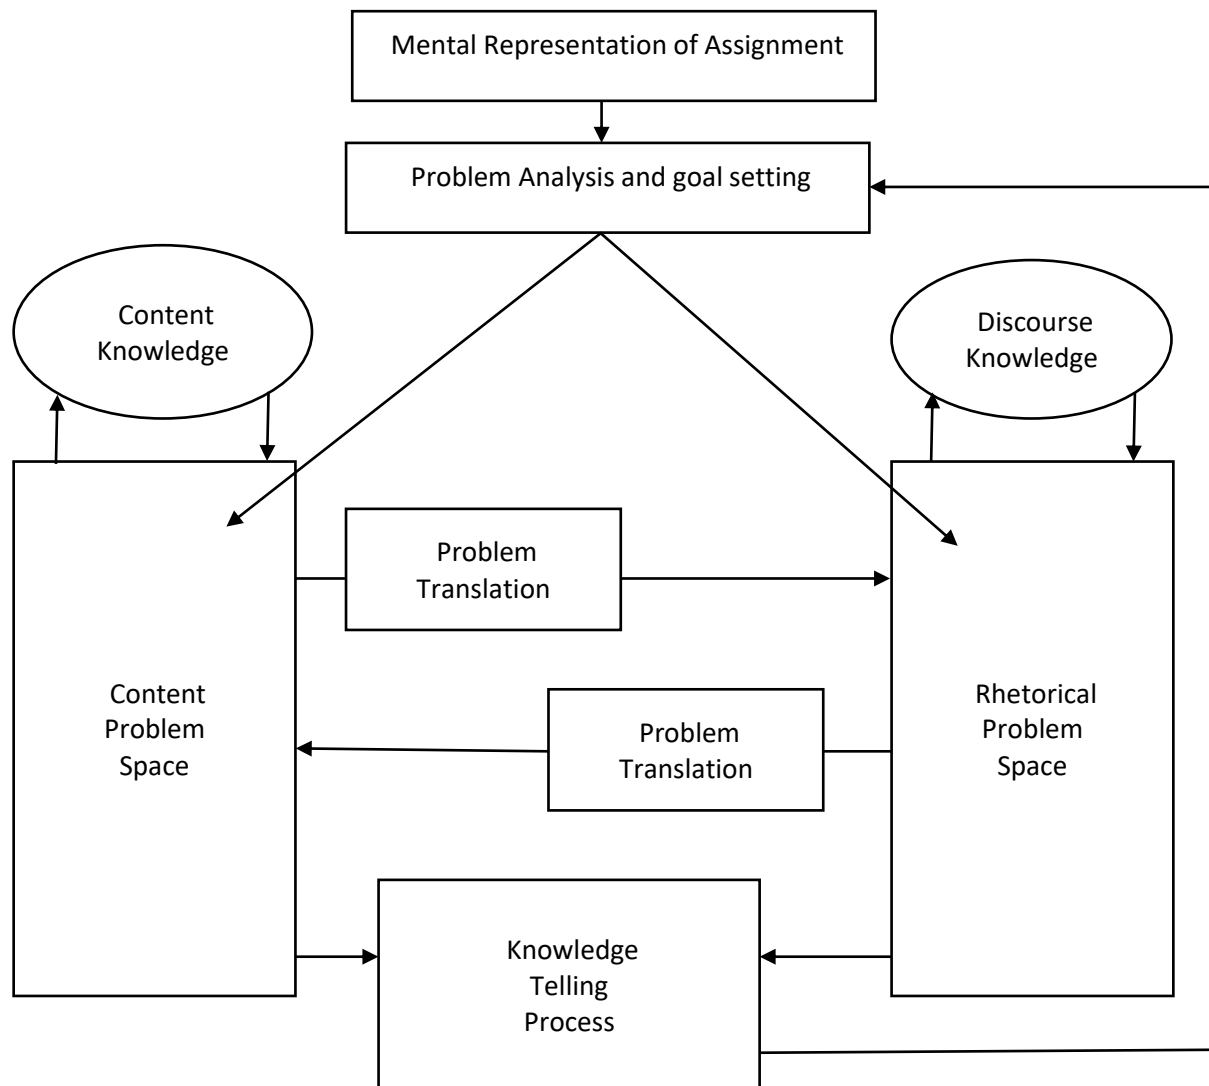 Mental Representation of Assignment
Problem Analysis and goal setting
Content
Knowledge
Discourse
Knowledge
Problem
Translation
Content
Problem
Space
Problem
Translation
Rhetorical
Problem
Space
Knowledge
Telling
Process